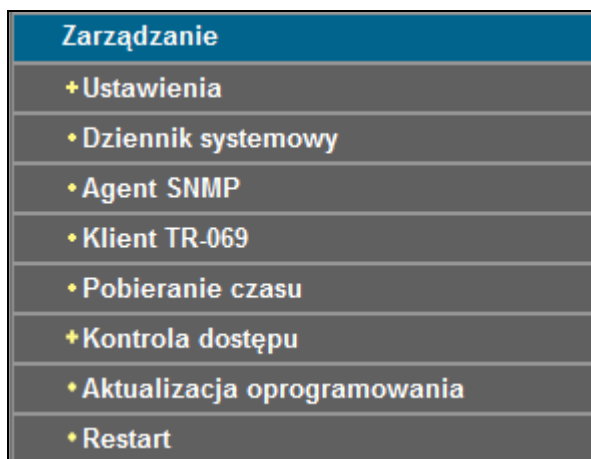 Zarządzanie
+Ustawienia
•Dziennik systemowy
•Agent SNMP
•Klient TR-069
•Pobieranie czasu
+Kontrola dostępu
•Aktualizacja oprogramowania
•Restart